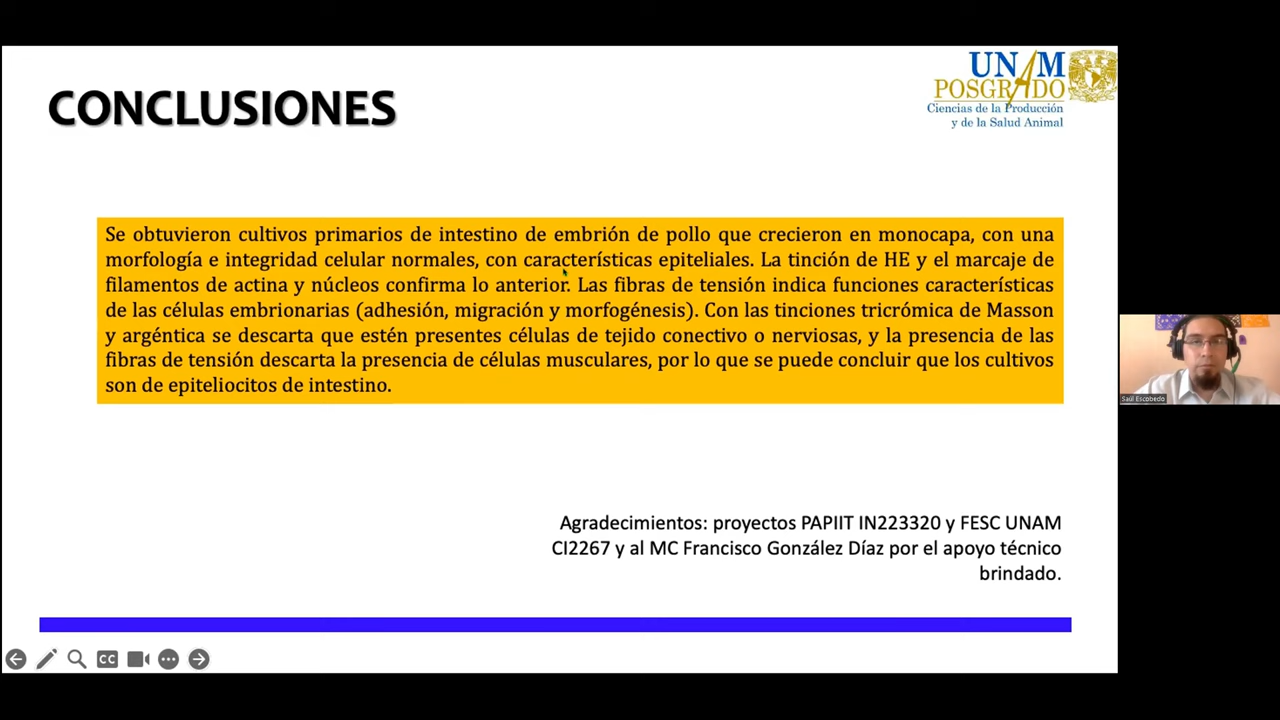 UNAM
POSGRADO
Ciencias de la Producción
y de la Salud Animal
CONCLUSIONES
Se obtuvieron cultivos primarios de intestino de embrión de pollo que crecieron en monocapa, con una
morfología e integridad celular normales, con características epiteliales. La tinción de HE y el marcaje de
filamentos de actina y núcleos confirma lo anterior. Las fibras de tensión indica funciones características
de las células embrionarias (adhesión, migración y morfogénesis). Con las tinciones tricrómica de Masson
y argéntica se descarta que estén presentes células de tejido conectivo o nerviosas, y la presencia de las
fibras de tensión descarta la presencia de células musculares, por lo que se puede concluir que los cultivos
son de epiteliocitos de intestino.
Saúl Escobedo
Agradecimientos: proyectos PAPIIT IN223320 y FESC UNAM
CI2267 y al MC Francisco González Díaz por el apoyo técnico
brindado.
CC